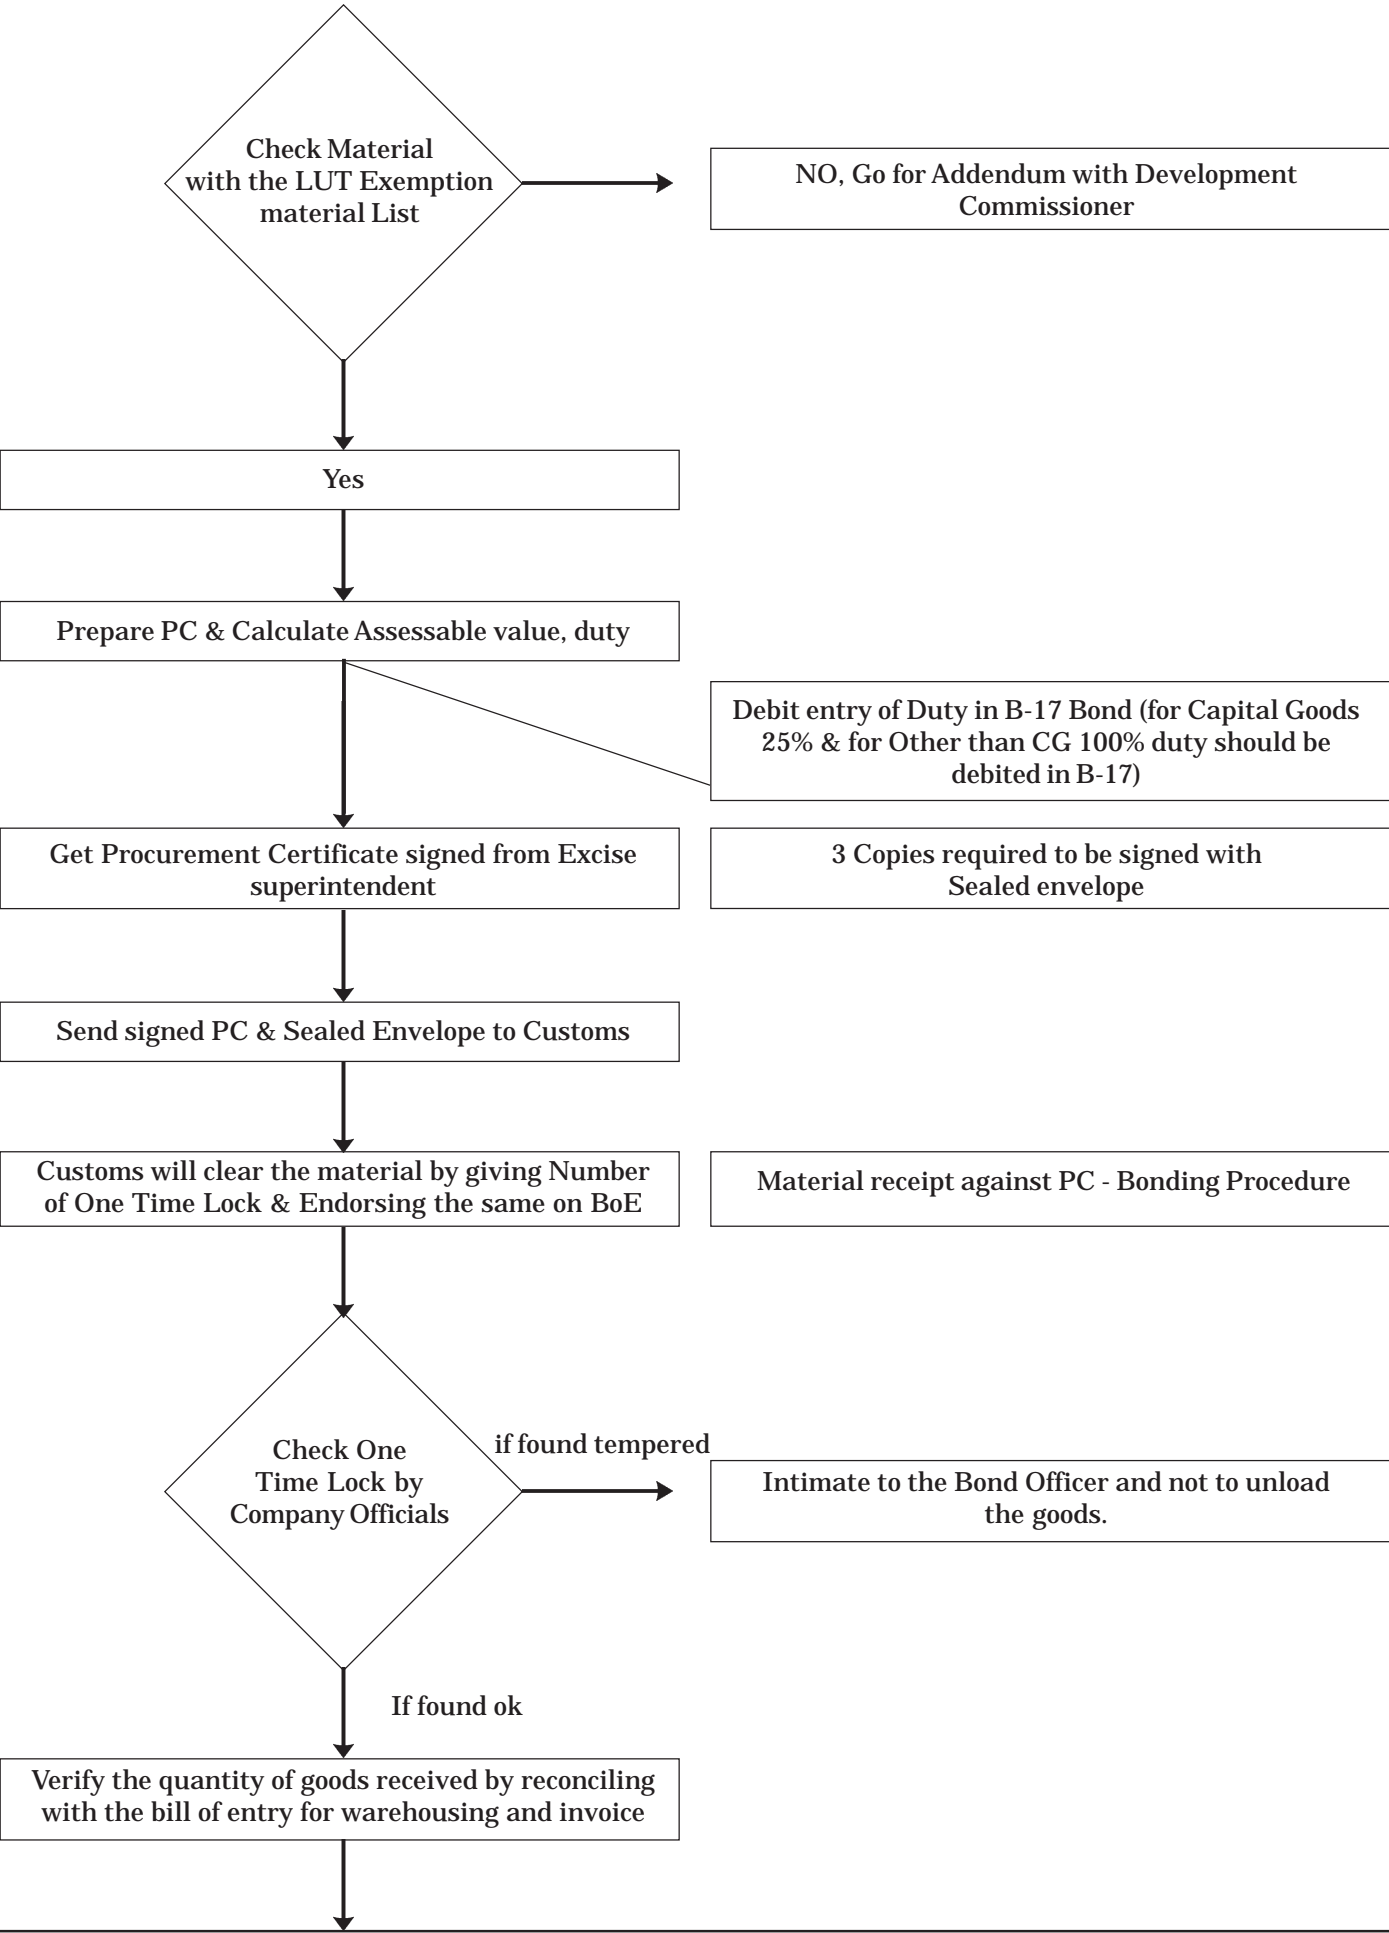 Check Material
with the LUT Exemption
material List
NO, Go for Addendum with Development
Commissioner
Yes
Prepare PC & Calculate Assessable value, duty
Debit entry of Duty in B-17 Bond (for Capital Goods
25% & for Other than CG 100% duty should be
debited in B-17)
Get Procurement Certificate signed from Excise
superintendent
3 Copies required to be signed with
Sealed envelope
Send signed PC & Sealed Envelope to Customs
Customs will clear the material by giving Number
of One Time Lock & Endorsing the same on BoE
Material receipt against PC - Bonding Procedure
Check One
Time Lock by
Company Officials
if found tempered
Intimate to the Bond Officer and not to unload
the goods.
If found ok
Verify the quantity of goods received by reconciling
with the bill of entry for warehousing and invoice